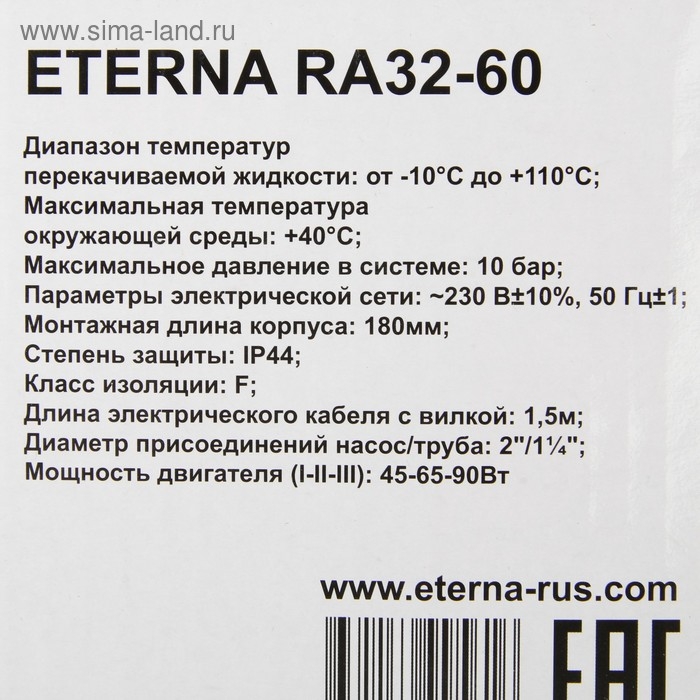 www.sima-land.ru
ETERNA RA32-60
Диапазон температур
перекачиваемой жидкости: от -10°C до +110°C;
Максимальная температура
окружающей среды: +40°C;
Максимальное давление в системе: 10 бар;
Параметры электрической сети: ~230 В±10%, 50 Гц±1;
Монтажная длина корпуса: 180мм;
Степень защиты: IP44;
Класс изоляции: F;
Длина электрического кабеля с вилкой: 1,5м;
Диаметр присоединений насос/труба: 2"/1¼";
Мощность двигателя (I-II-III): 45-65-90Вт
www.eterna-rus.com
EAC